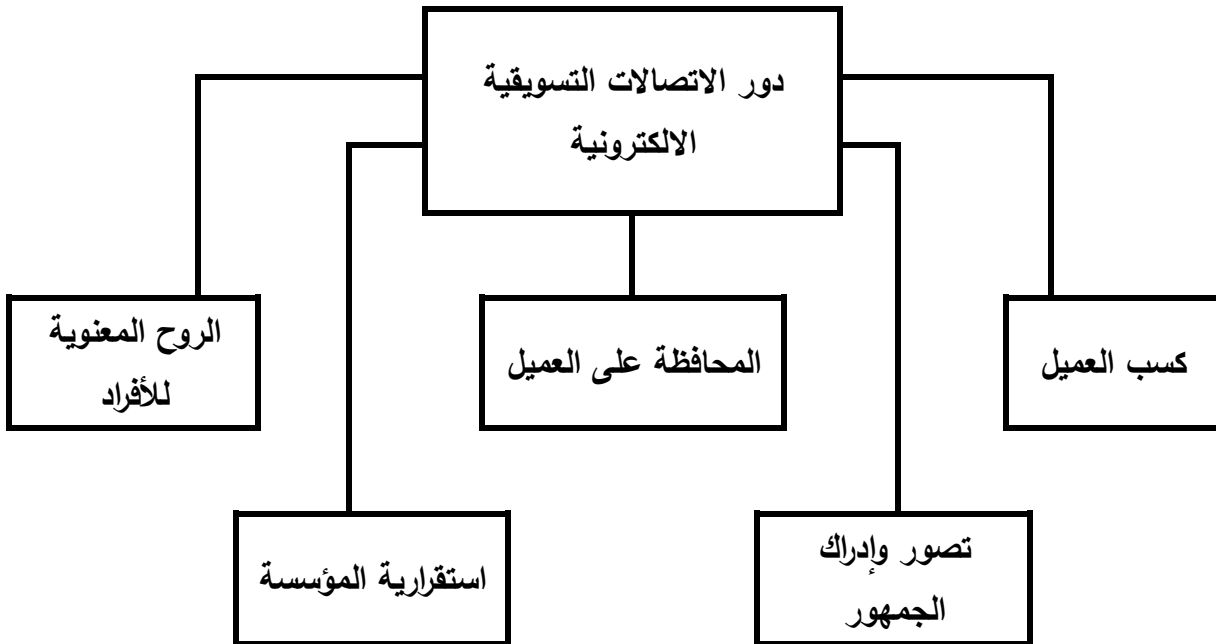 دور الاتصالات التسويقية
الالكترونية
كسب العميل
المحافظة على العميل
الروح المعنوية
للأفراد
تصور وإدراك
الجمهور
استقرارية المؤسسة